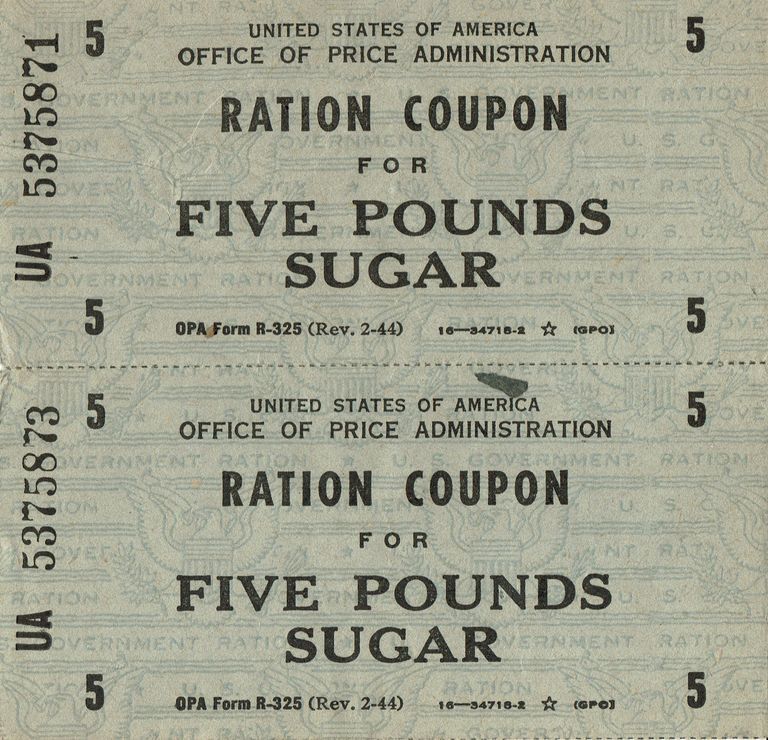 5 UNITED STATES OF AMERICA 5
OFFICE OF PRICE ADMINISTRATION
RATION COUPON
FOR
FIVE POUNDS
SUGAR
5 OPA Form R-325 (Rev. 2-44) 16—34718-2 ☆ (GPO) 5
UA 5375871
5 UNITED STATES OF AMERICA 5
OFFICE OF PRICE ADMINISTRATION
RATION COUPON
FOR
FIVE POUNDS
SUGAR
5 OPA Form R-325 (Rev. 2-44) 16—34718-2 ☆ (GPO) 5
UA 5375873